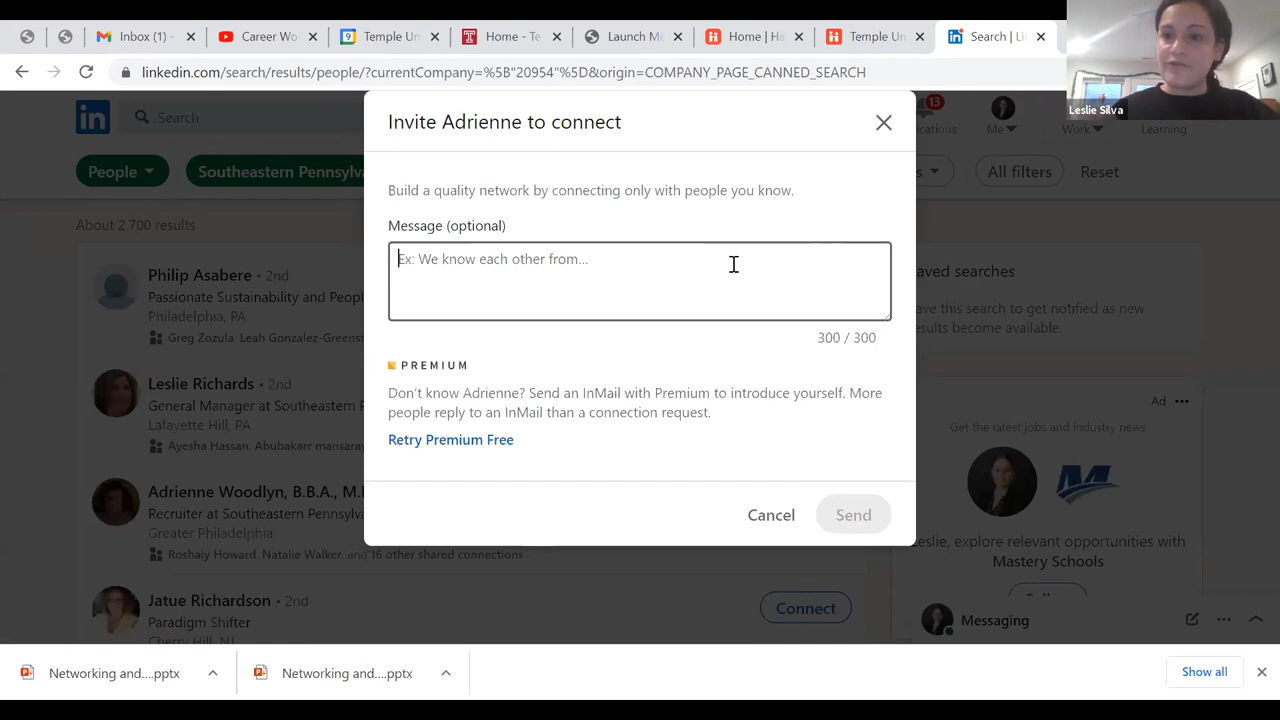 Inbox (1) -
Career Wo
Temple Un
Home - Te
Launch M
Home | Ha
Temple Un
Search | Li
linkedin.com/search/results/people/?currentCompany=%5B"20954"%5D&origin=COMPANY_PAGE_CANNED_SEARCH
Leslie Silva
Search
13
ications
Me
Work
Learning
People
Southeastern Pennsylva
s
All filters
Reset
Invite Adrienne to connect
Build a quality network by connecting only with people you know.
Message (optional)
Ex: We know each other from...
300 / 300
PREMIUM
Don't know Adrienne? Send an InMail with Premium to introduce yourself. More
people reply to an InMail than a connection request.
Retry Premium Free
Cancel
Send
About 2,700 results
Philip Asabere • 2nd
Passionate Sustainability and Peop
Philadelphia, PA
Greg Zozula, Leah Gonzalez-Greenst
Leslie Richards • 2nd
General Manager at Southeastern P
Lafayette Hill, PA
Ayesha Hassan, Abubakarr mansaray
Adrienne Woodlyn, B.B.A., M.
Recruiter at Southeastern Pennsylva
Greater Philadelphia
Roshaiy Howard, Natalie Walker, and 16 other shared connections
Jatue Richardson • 2nd
Paradigm Shifter
Cherry Hill, NJ
Connect
aved searches
ave this search to get notified as new
esults become available.
Ad
Get the latest jobs and industry news
Leslie, explore relevant opportunities with
Mastery Schools
Messaging
Networking and....pptx
Networking and....pptx
Show all